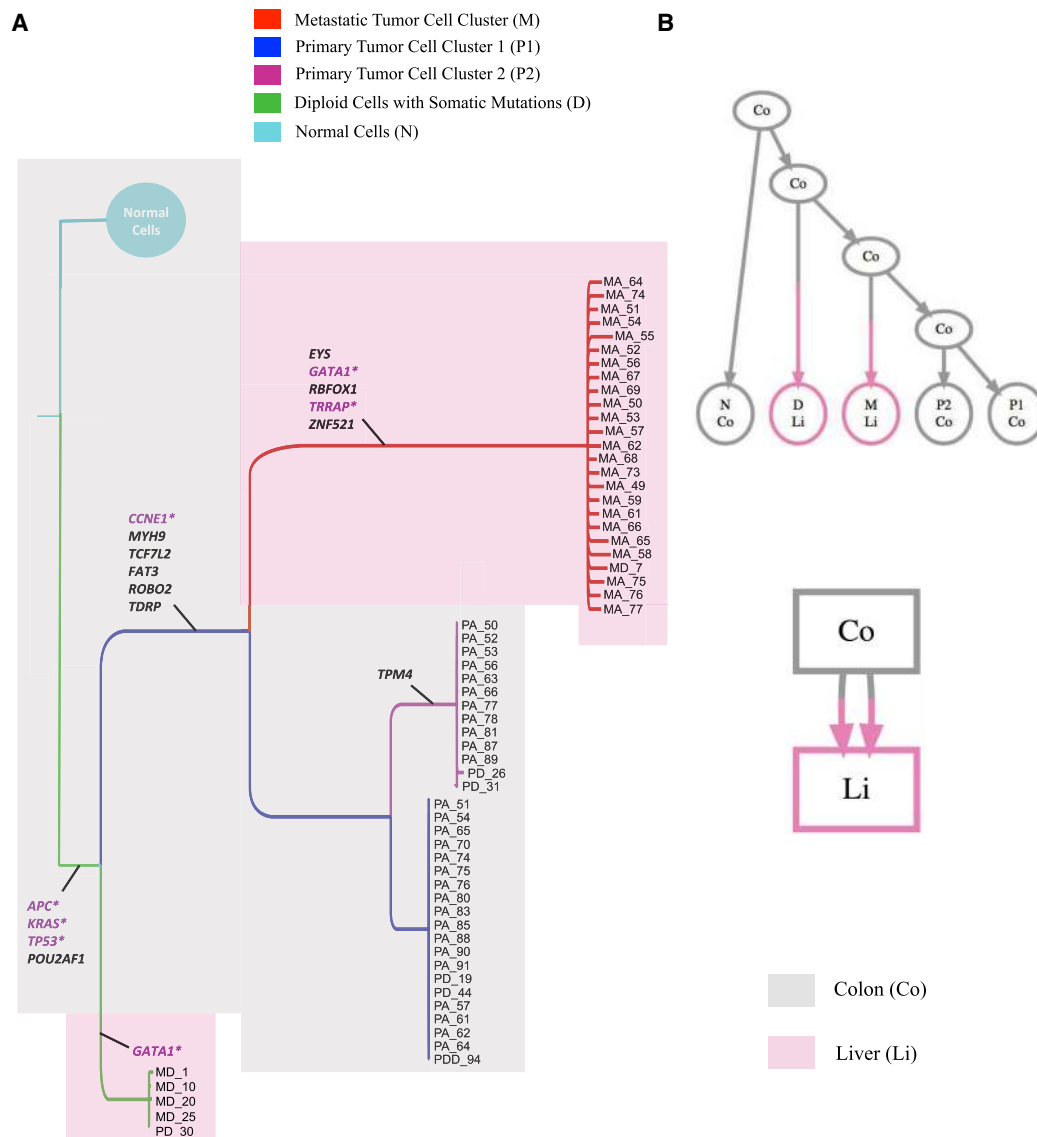 A
Metastatic Tumor Cell Cluster (M)
Primary Tumor Cell Cluster 1 (P1)
Primary Tumor Cell Cluster 2 (P2)
Diploid Cells with Somatic Mutations (D)
Normal Cells (N)
Normal
Cells
EYS
GATA1*
RBFOX1
TRRAP*
ZNF521
MA_64
MA_74
MA_51
MA_54
MA_55
MA_52
MA_56
MA_67
MA_69
MA_50
MA_53
MA_57
MA_62
MA_68
MA_73
MA_49
MA_59
MA_61
MA_66
MA_65
MA_58
MD_7
MA_75
MA_76
MA_77
CCNE1*
MYH9
TCF7L2
FAT3
ROBO2
TDRP
TPM4
PA_50
PA_52
PA_53
PA_56
PA_63
PA_66
PA_77
PA_78
PA_81
PA_87
PA_89
PD_26
PD_31
PA_51
PA_54
PA_65
PA_70
PA_74
PA_75
PA_76
PA_80
PA_83
PA_85
PA_88
PA_90
PA_91
PD_19
PD_44
PA_57
PA_61
PA_62
PA_64
PDD_94
APC*
KRAS*
TP53*
POU2AF1
GATA1*
MD_1
MD_10
MD_20
MD_25
PD_30
B
Co
Co
Co
Co
N
Co
D
Li
M
Li
P2
Co
P1
Co
Co
Li
Colon (Co)
Liver (Li)